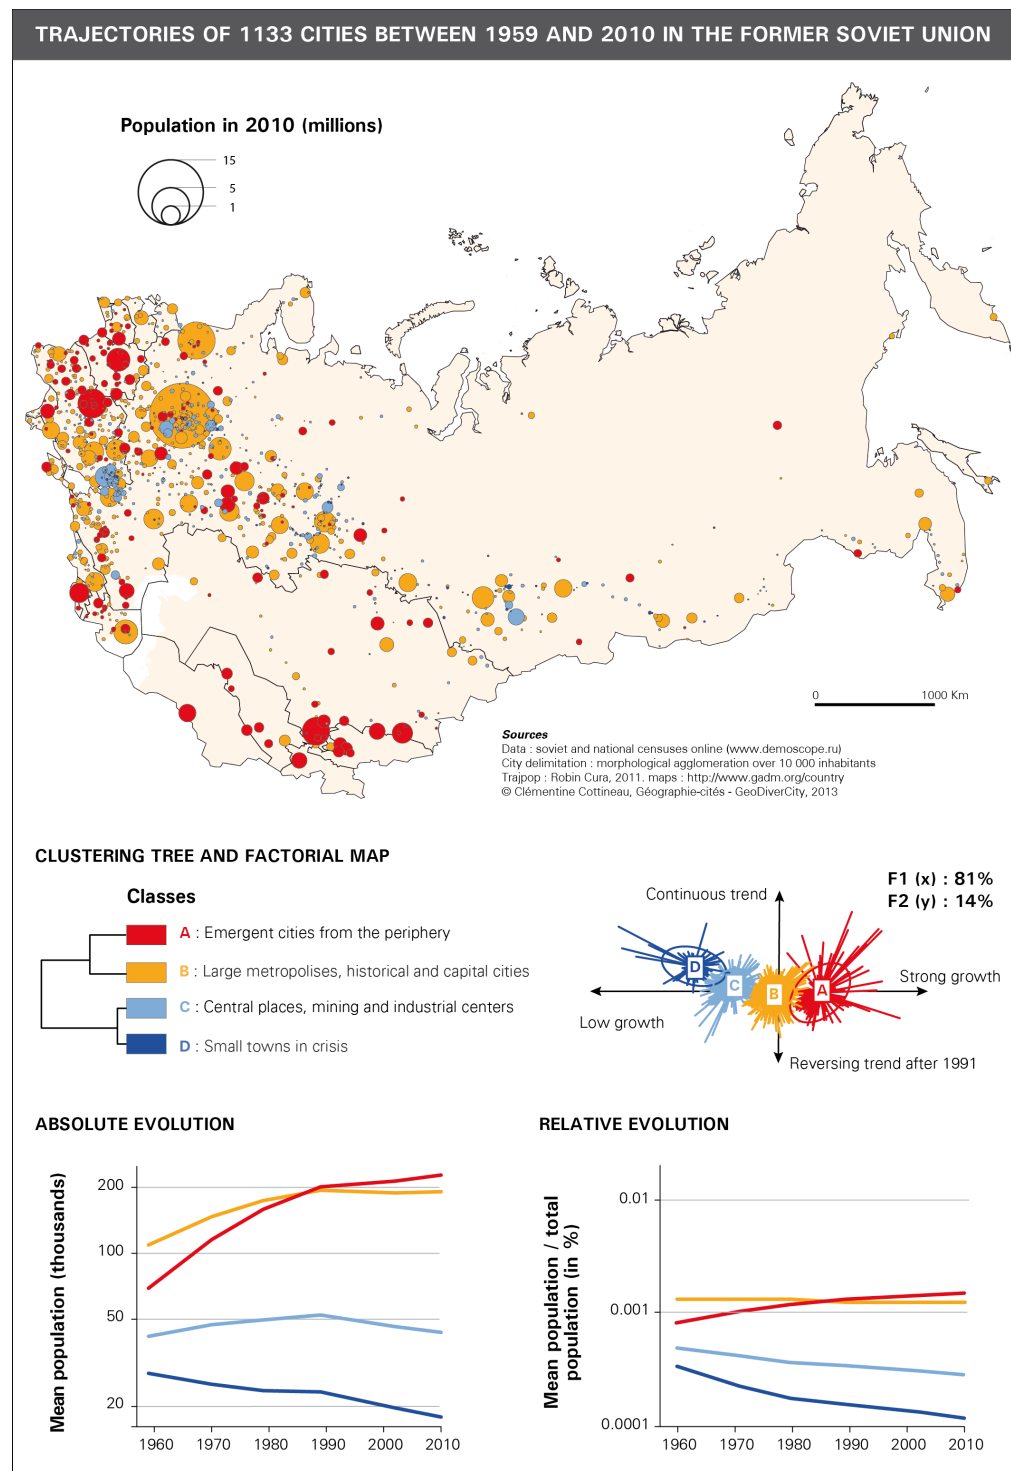 TRAJECTORIES OF 1133 CITIES BETWEEN 1959 AND 2010 IN THE FORMER SOVIET UNION
Population in 2010 (millions)
15
5
1
0 1000 Km
Sources
Data : soviet and national censuses online (www.demoscope.ru)
City delimitation : morphological agglomeration over 10 000 inhabitants
Trajpop : Robin Cura, 2011. maps : http://www.gadm.org/country
© Clémentine Cottineau, Géographie-cités - GeoDiverCity, 2013
CLUSTERING TREE AND FACTORIAL MAP
Classes
A : Emergent cities from the periphery
B : Large metropolises, historical and capital cities
C : Central places, mining and industrial centers
D : Small towns in crisis
F1 (x) : 81%
F2 (y) : 14%
Continuous trend
Strong growth
Low growth
Reversing trend after 1991
D
C
B
A
ABSOLUTE EVOLUTION
Mean population (thousands)
200
100
50
20
1960 1970 1980 1990 2000 2010
RELATIVE EVOLUTION
Mean population / total
population (in %)
0.01
0.001
0.0001
1960 1970 1980 1990 2000 2010